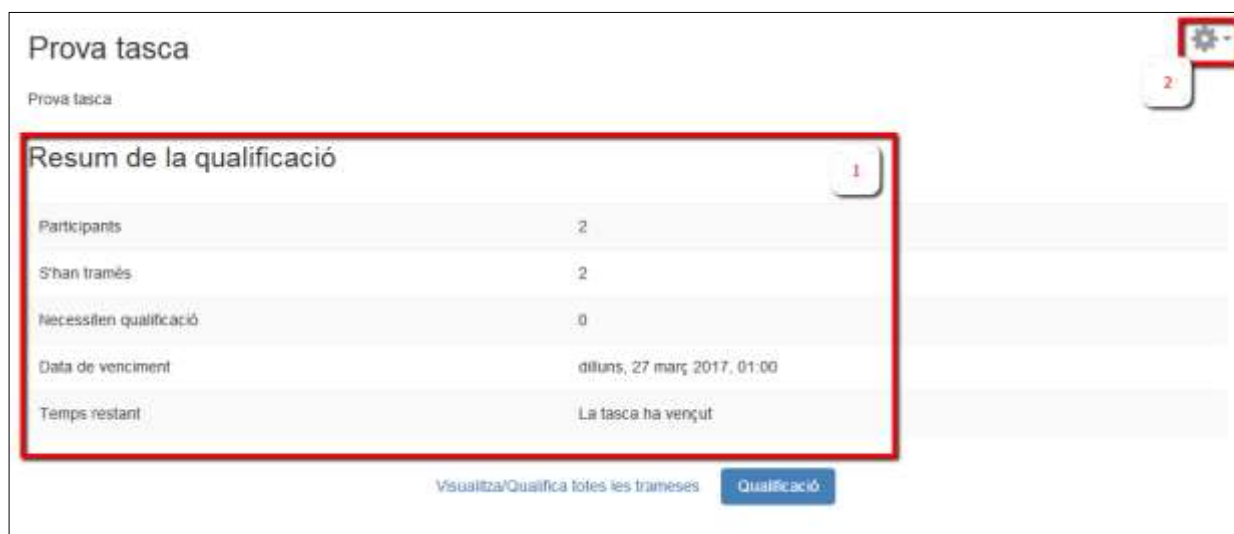 Prova tasca
2
Prova tasca
Resum de la qualificació
1
Participants 2
S'han tramès 2
Necessiten qualificació 0
Data de venciment dilluns, 27 març 2017, 01:00
Temps restant La tasca ha vençut
Visualitza/Qualifica totes les trameses Qualificació